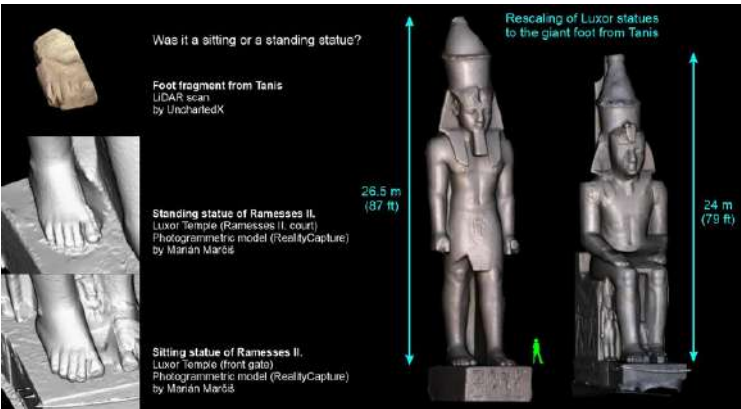 Was it a sitting or a standing statue?
Foot fragment from Tanis
LiDAR scan
by UnchartedX
Standing statue of Ramesses II.
Luxor Temple (Ramesses II. court)
Photogrammetric model (RealityCapture)
by Marián Marčiš
Sitting statue of Ramesses II.
Luxor Temple (front gate)
Photogrammetric model (RealityCapture)
by Marián Marčiš
Rescaling of Luxor statues
to the giant foot from Tanis
26.5 m
(87 ft)
24 m
(79 ft)